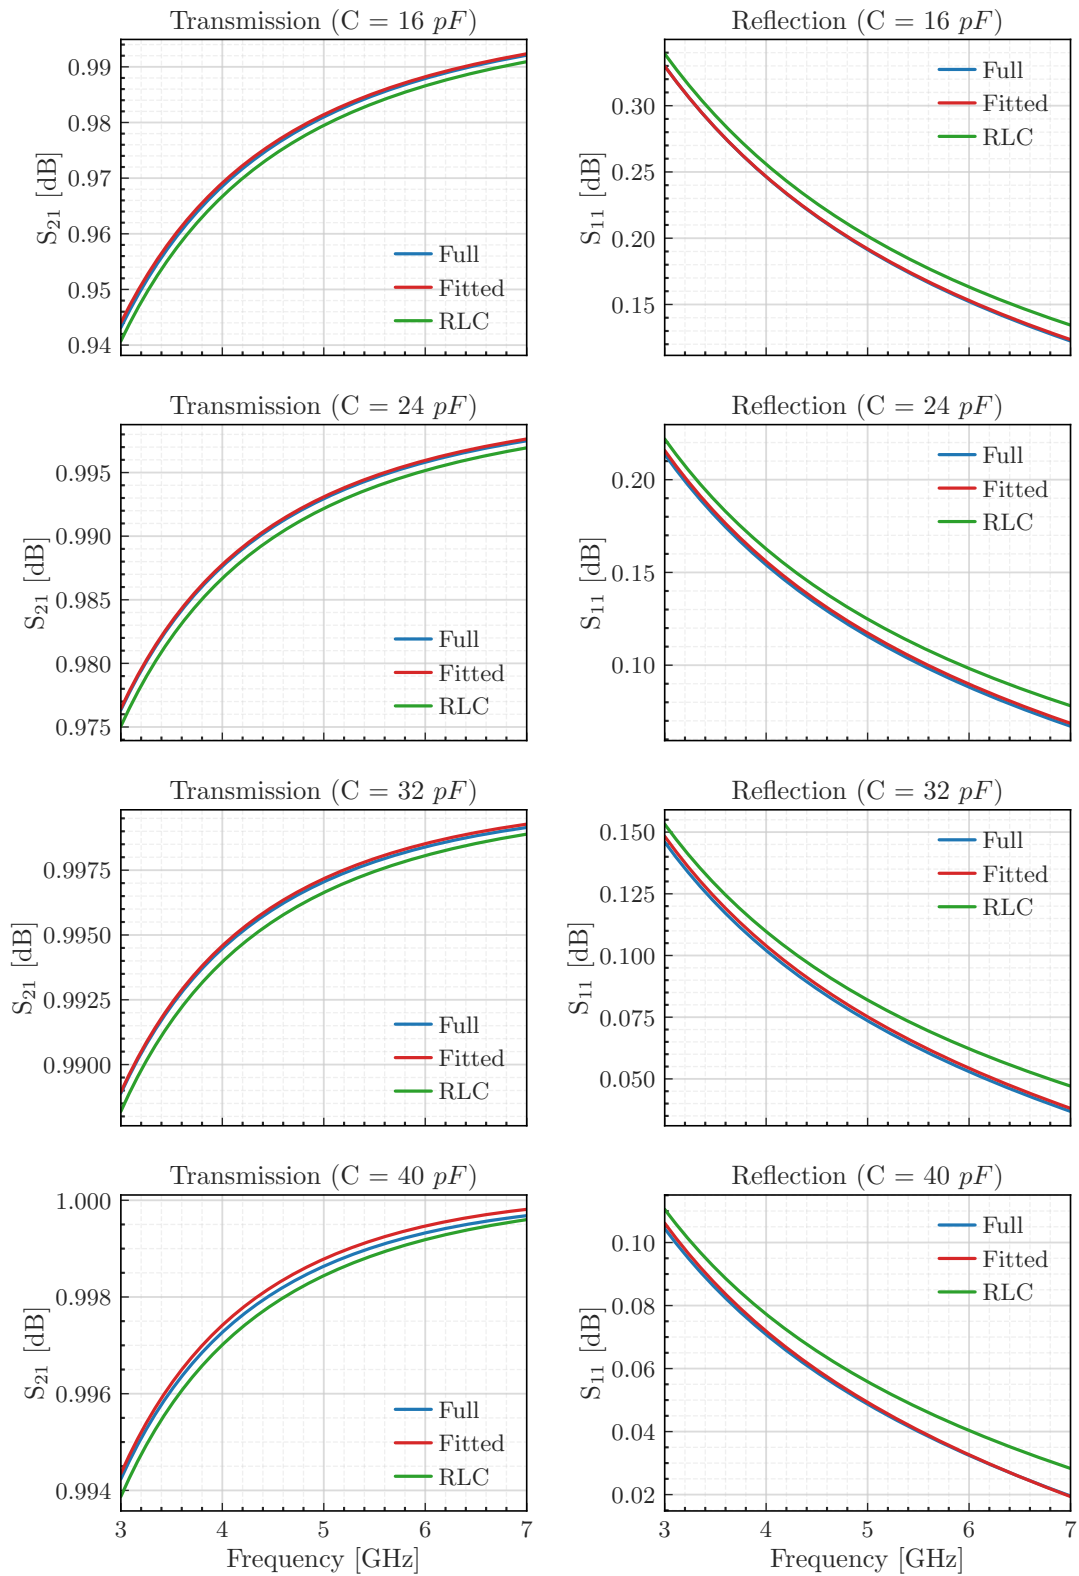 Transmission (C = 16 pF)
0.99
0.98
0.97
0.96
0.95
0.94
S21 [dB]
Full
Fitted
RLC
Reflection (C = 16 pF)
0.30
0.25
0.20
0.15
S11 [dB]
Full
Fitted
RLC
Transmission (C = 24 pF)
0.995
0.990
0.985
0.980
0.975
S21 [dB]
Full
Fitted
RLC
Reflection (C = 24 pF)
0.20
0.15
0.10
S11 [dB]
Full
Fitted
RLC
Transmission (C = 32 pF)
0.9975
0.9950
0.9925
0.9900
S21 [dB]
Full
Fitted
RLC
Reflection (C = 32 pF)
0.150
0.125
0.100
0.075
0.050
S11 [dB]
Full
Fitted
RLC
Transmission (C = 40 pF)
1.000
0.998
0.996
0.994
S21 [dB]
Full
Fitted
RLC
3 4 5 6 7
Frequency [GHz]
Reflection (C = 40 pF)
0.10
0.08
0.06
0.04
0.02
S11 [dB]
Full
Fitted
RLC
3 4 5 6 7
Frequency [GHz]